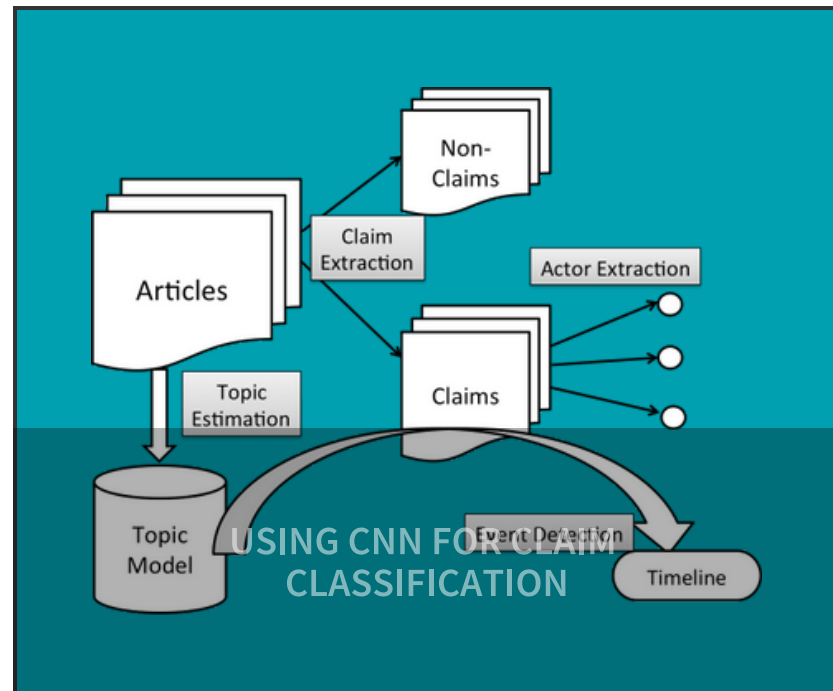 Non-
Claims
Claim
Extraction
Articles
Actor Extraction
Topic
Estimation
Claims
Topic
Model
Event Detection
USING CNN FOR CLAIM
CLASSIFICATION
Timeline